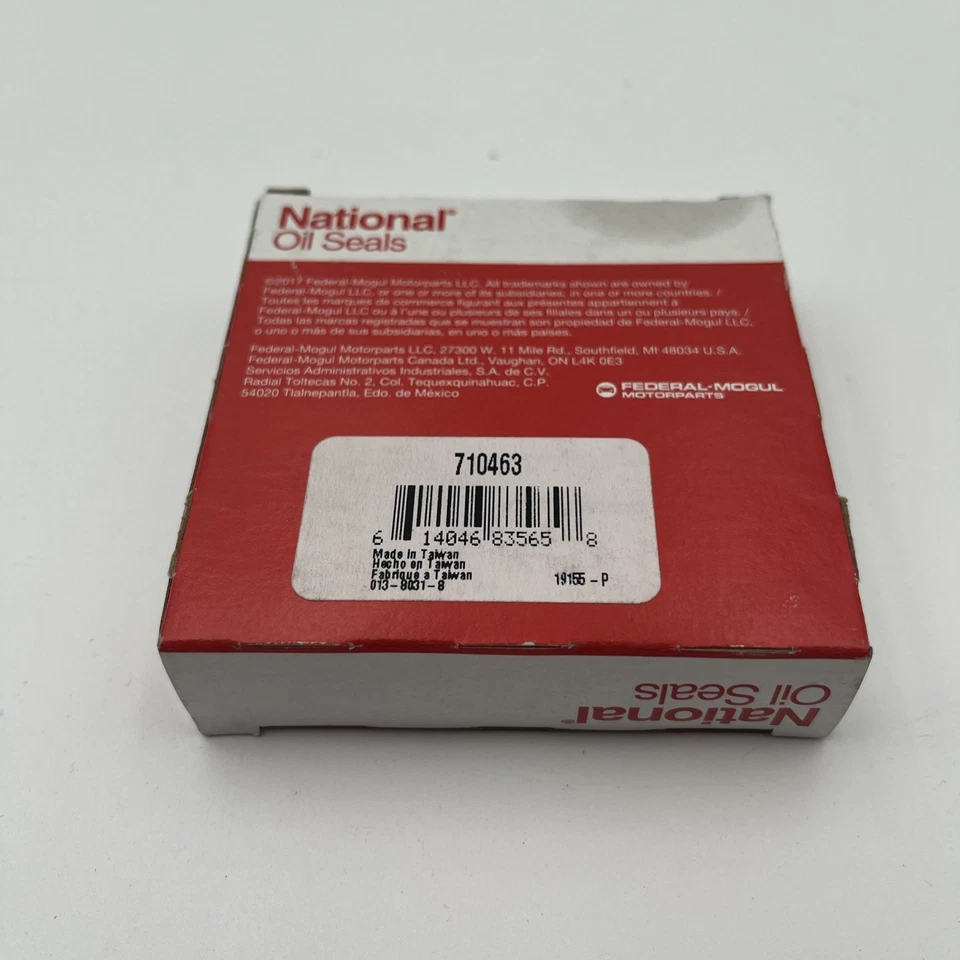 National®
Oil Seals
©2017 Federal-Mogul Motorparts LLC. All trademarks shown are owned by
Federal-Mogul LLC, or one or more of its subsidiaries, in one or more countries. /
Toutes les marques de commerce figurant aux présentes appartiennent à
Federal-Mogul LLC ou à l'une ou plusieurs de ses filiales dans un ou plusieurs pays. /
Todas las marcas registradas que se muestran son propiedad de Federal-Mogul LLC,
o uno o más de sus subsidiarias, en uno o más países.
Federal-Mogul Motorparts LLC, 27300 W. 11 Mile Rd., Southfield, MI 48034 U.S.A.
Federal-Mogul Motorparts Canada Ltd., Vaughan, ON L4K 0E3
Servicios Administrativos Industriales, S.A. de C.V.
Radial Toltecas No. 2, Col. Tequexquinahuac, C.P.
54020 Tlalnepantla, Edo. de México
FEDERAL-MOGUL
MOTORPARTS
710463
6 14046 83565 8
Made in Taiwan
Hecho en Taiwan
Fabrique a Taiwan
013-8031-8
19155-P
National®
Oil Seals